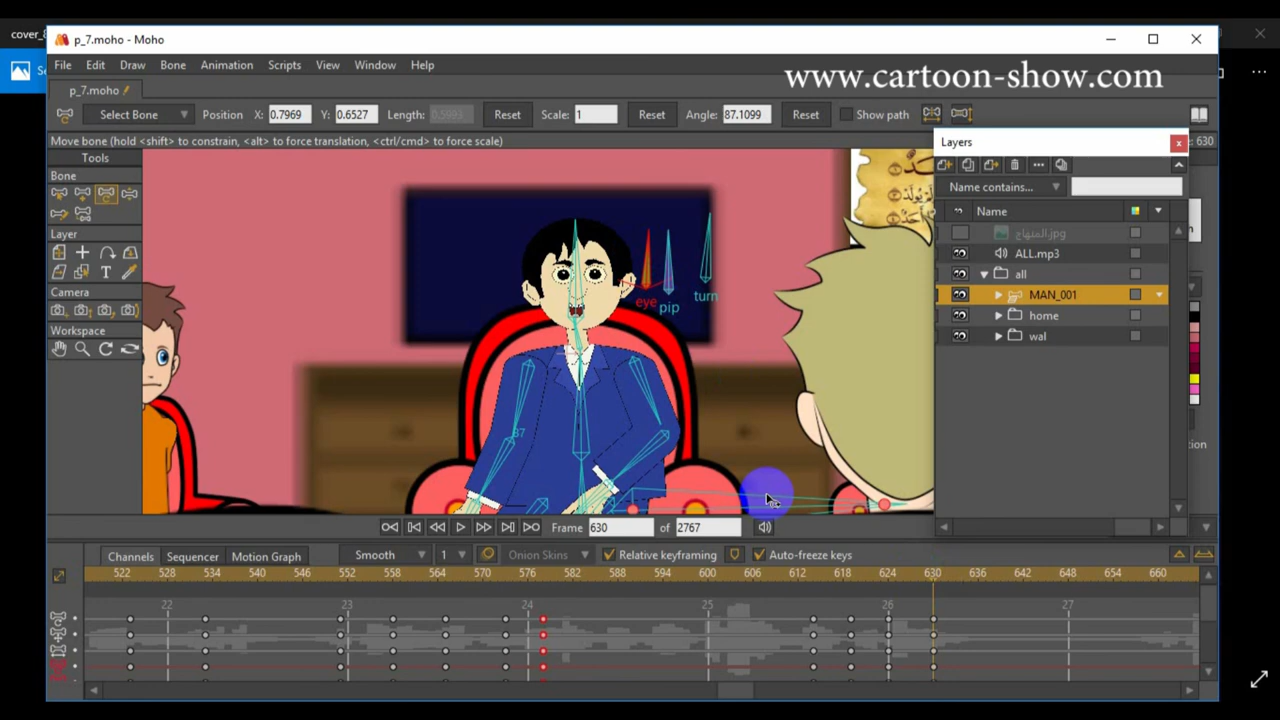 cover_8
p_7.moho - Moho
File Edit Draw Bone Animation Scripts View Window Help
www.cartoon-show.com
p_7.moho
Select Bone Position X: 0.7969 Y: 0.6527 Length: Reset Scale: 1 Reset Angle: 87.1099 Reset Show path
Move bone (hold <shift> to constrain, <alt> to force translation, <ctrl/cmd> to force scale)
: 630
Tools
Bone
Layer
Camera
Workspace
Layers
Name contains...
Name
المنهاج.jpg
ALL.mp3
all
MAN_001
home
wal
eye
pip
turn
87
Frame 630 of 2767
Channels Sequencer Motion Graph Smooth 1 Onion Skins Relative keyframing Auto-freeze keys
522 528 534 540 546 552 558 564 570 576 582 588 594 600 606 612 618 624 630 636 642 648 654 660
22 23 24 25 26 27